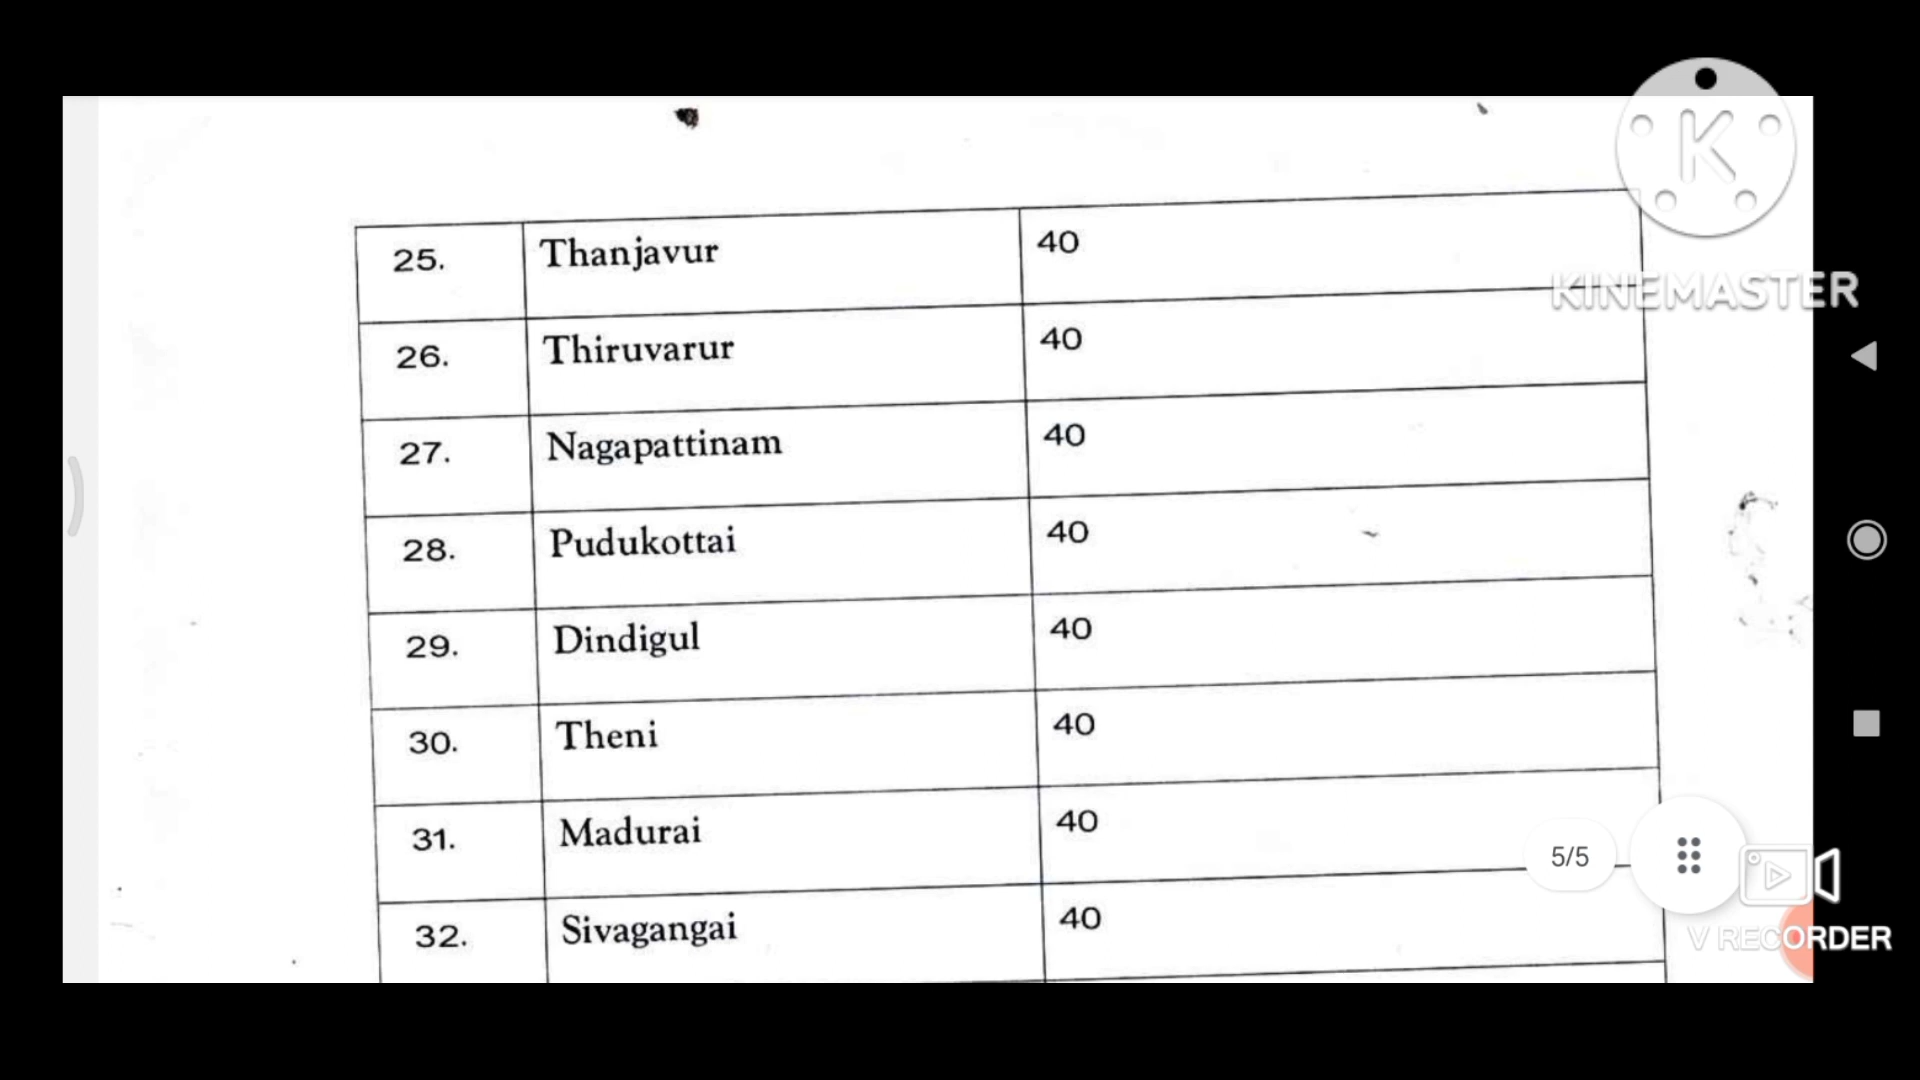 K
KINEMASTER
25. Thanjavur 40
26. Thiruvarur 40
27. Nagapattinam 40
28. Pudukottai 40
29. Dindigul 40
30. Theni 40
31. Madurai 40
32. Sivagangai 40
5/5
V RECORDER